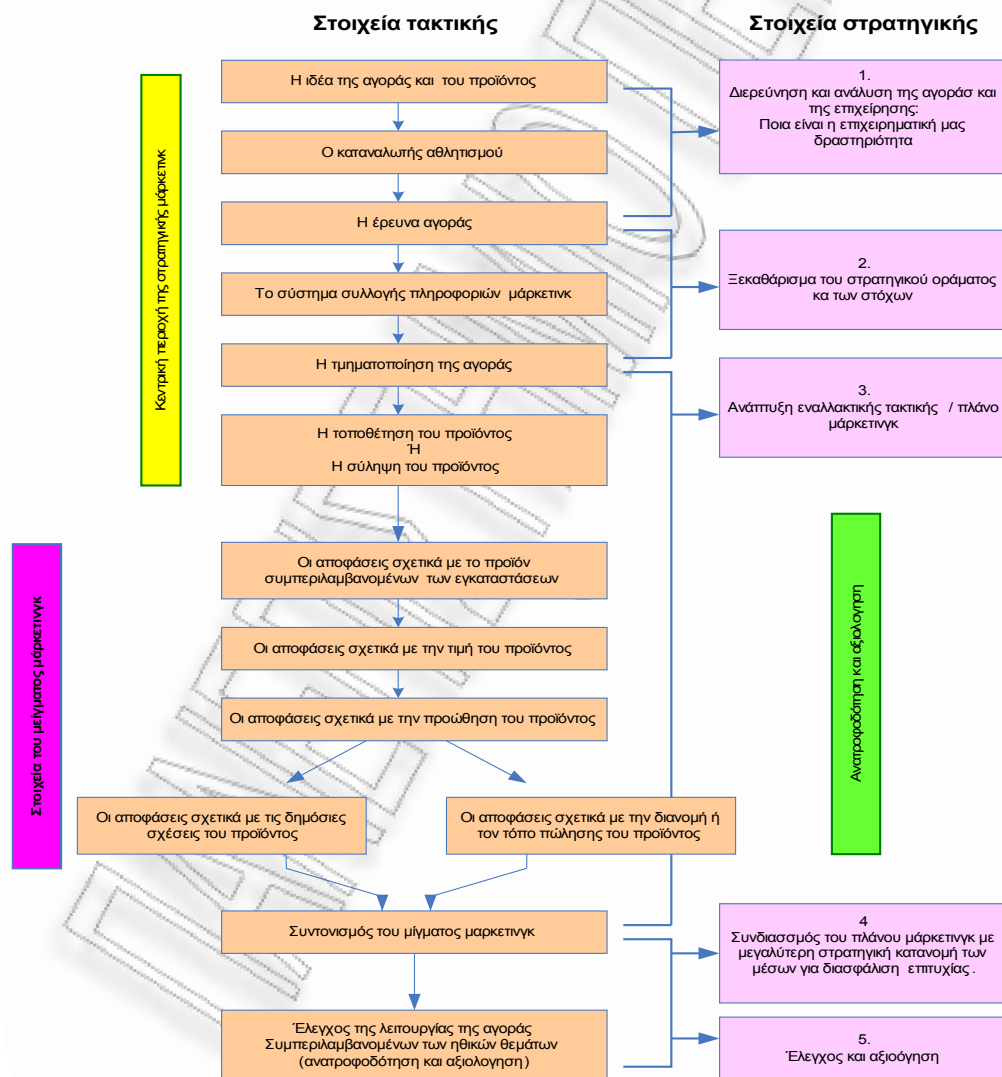 Στοιχεία τακτικής
Στοιχεία στρατηγικής
Κεντρική περιοχή της στρατηγικής μάρκετινκ
Η ιδέα της αγοράς και του προϊόντος
Ο καταναλωτής αθλητισμού
Η έρευνα αγοράς
Το σύστημα συλλογής πληροφοριών μάρκετινκ
Η τμηματοποίηση της αγοράς
Η τοποθέτηση του προϊόντος
Ή
Η σύληψη του προϊόντος
1.
Διερεύνηση και ανάλυση της αγοράς και
της επιχείρησης:
Ποια είναι η επιχειρηματική μας
δραστηριότητα
2.
Ξεκαθάρισμα του στρατηγικού οράματος
κα των στόχων
3.
Ανάπτυξη εναλλακτικής τακτικής / πλάνο
μάρκετινγκ
Στοιχεία του μείγματος μάρκετινγκ
Οι αποφάσεις σχετικά με το προϊόν
συμπεριλαμβανομένων των εγκαταστάσεων
Οι αποφάσεις σχετικά με την τιμή του προϊόντος
Οι αποφάσεις σχετικά με την προώθηση του προϊόντος
Οι αποφάσεις σχετικά με τις δημόσιες
σχέσεις του προϊόντος
Οι αποφάσεις σχετικά με την διανομή ή
τον τόπο πώλησης του προϊόντος
Συντονισμός του μίγματος μαρκετινγκ
Έλεγχος της λειτουργίας της αγοράς
Συμπεριλαμβανομένων των ηθικών θεμάτων
(ανατροφοδότηση και αξιολογηση)
Ανατροφοδότηση και αξιολογηση
4
Συνδιασσμός του πλάνου μάρκετινγκ με
μεγαλύτερη στρατηγική κατανομή των
μέσων για διασφάλιση επιτυχίας.
5.
Έλεγχος και αξιοόγηση